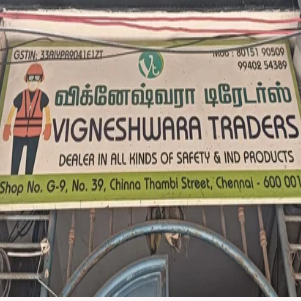 GSTIN: 33AIYPR9041E1ZT
Mob : 80151 90509
99402 54389
விக்னேஷ்வரா டிரேடர்ஸ்
VIGNESHWARA TRADERS
DEALER IN ALL KINDS OF SAFETY & IND PRODUCTS
Shop No. G-9, No. 39, Chinna Thambi Street, Chennai - 600 001